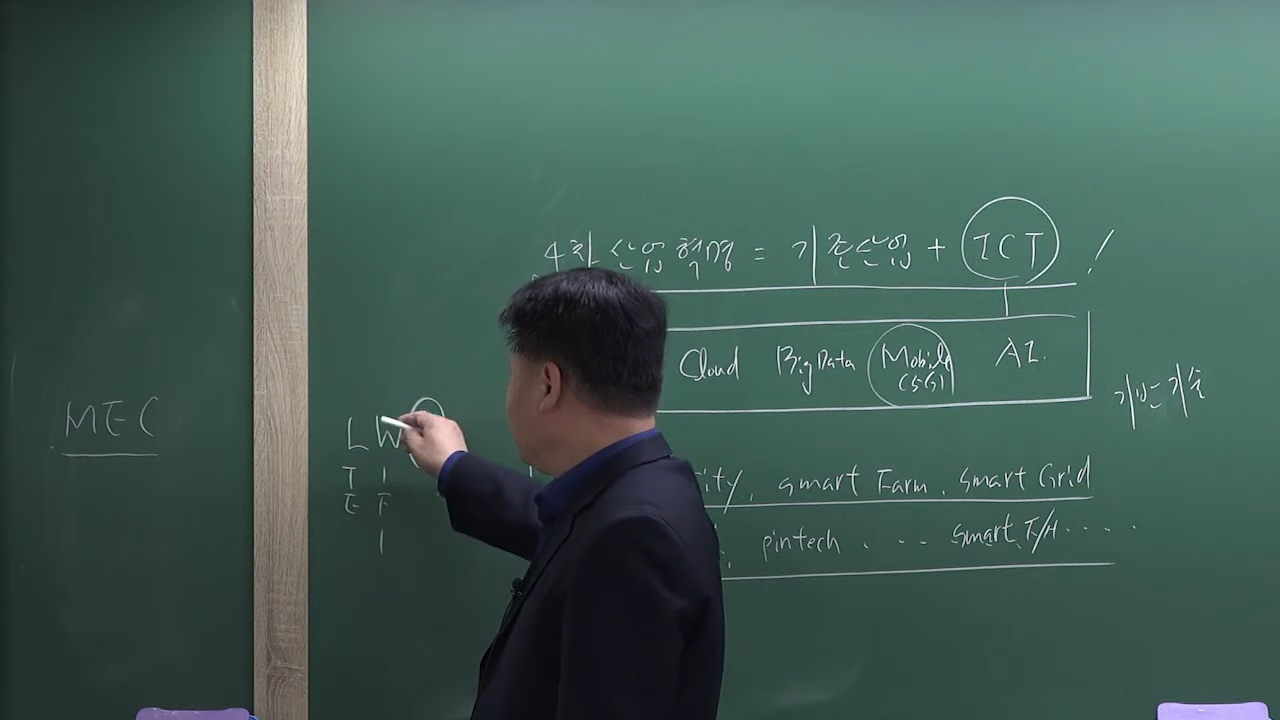 4차 산업혁명 = 기존산업 + ICT !
Cloud BigData Mobile AI.
(5G)
기반기술
MEC
L W
T I
E F
I
ity, smart Farm, smart Grid
pintech . ... smart F/H .....